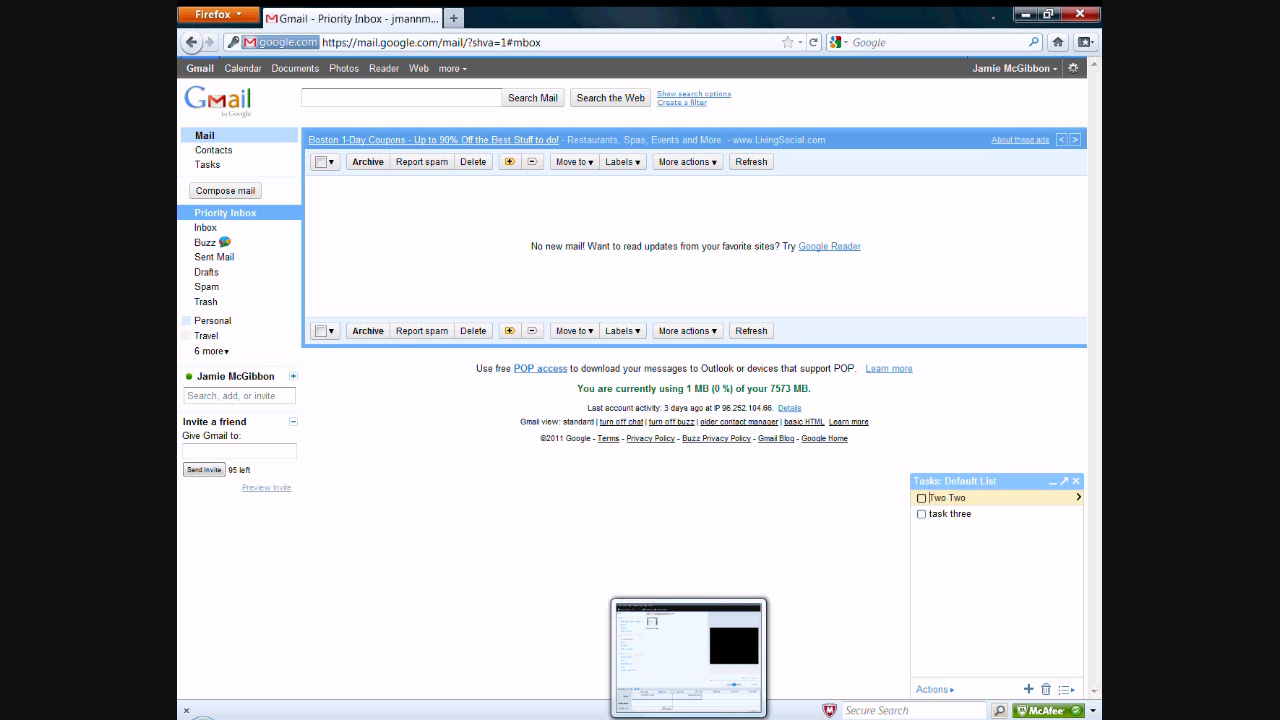 Firefox
Gmail - Priority Inbox - jmannm...
google.com https://mail.google.com/mail/?shva=1#mbox
Google
Gmail Calendar Documents Photos Reader Web more
Jamie McGibbon
Gmail
by Google
Search Mail Search the Web
Show search options
Create a filter
Mail
Contacts
Tasks
Compose mail
Priority Inbox
Inbox
Buzz
Sent Mail
Drafts
Spam
Trash
Personal
Travel
6 more
Jamie McGibbon
Search, add, or invite
Invite a friend
Give Gmail to:
Send Invite 95 left
Preview Invite
Boston 1-Day Coupons - Up to 90% Off the Best Stuff to do! - Restaurants, Spas, Events and More. - www.LivingSocial.com
About these ads < >
Archive Report spam Delete Move to Labels More actions Refresh
No new mail! Want to read updates from your favorite sites? Try Google Reader
Archive Report spam Delete Move to Labels More actions Refresh
Use free POP access to download your messages to Outlook or devices that support POP. Learn more
You are currently using 1 MB (0 %) of your 7573 MB.
Last account activity: 3 days ago at IP 96.252.104.66. Details
Gmail view: standard | turn off chat | turn off buzz | older contact manager | basic HTML Learn more
©2011 Google - Terms - Privacy Policy - Buzz Privacy Policy - Gmail Blog - Google Home
Tasks: Default List
Two Two
task three
Actions
Secure Search
McAfee